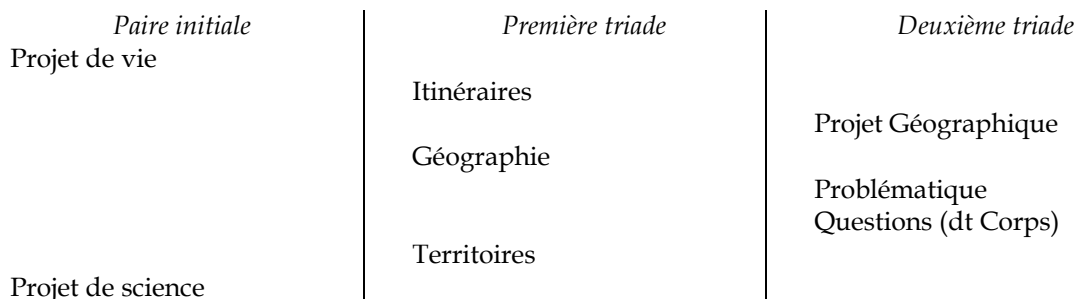 Paire initiale
Première triade
Deuxième triade
Projet de vie
Itinéraires
Projet Géographique
Géographie
Problématique
Questions (dt Corps)
Territoires
Projet de science